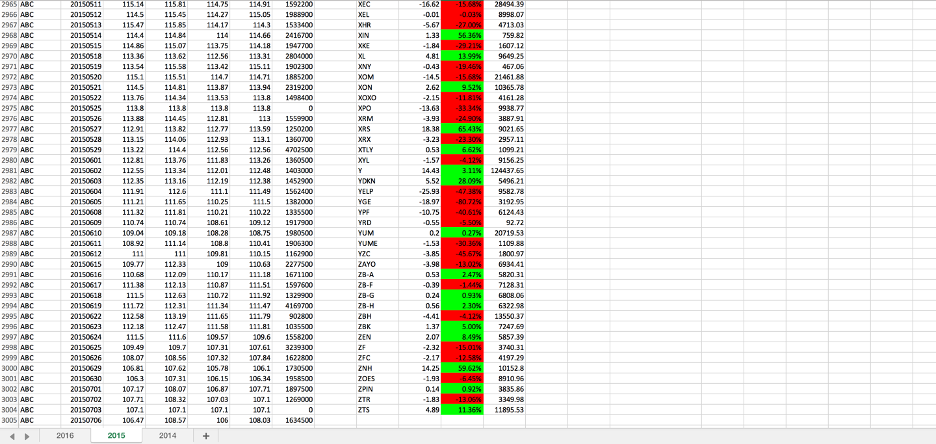 2965 ABC 20150511 115.14 115.81 114.75 114.91 1592200 XEC -16.62 -15.68% 28494.39
2966 ABC 20150512 114.5 115.45 114.27 115.05 1988900 XEL -0.01 -0.03% 8998.07
2967 ABC 20150513 115.47 115.85 114.17 114.3 1533400 XHR -5.67 -27.00% 4713.03
2968 ABC 20150514 114.4 114.84 114 114.66 2416700 XIN 1.33 56.36% 759.82
2969 ABC 20150515 114.86 115.07 113.75 114.18 1947700 XKE -1.84 -29.21% 1607.12
2970 ABC 20150518 113.36 113.62 112.56 113.31 2804000 XL 4.81 13.99% 9649.25
2971 ABC 20150519 113.54 115.58 113.42 115.11 1902300 XNY -0.43 -19.46% 467.06
2972 ABC 20150520 115.1 115.51 114.7 114.71 1885200 XOM -14.5 -15.68% 21461.88
2973 ABC 20150521 114.5 114.81 113.87 113.94 2319200 XON 2.62 9.52% 10365.78
2974 ABC 20150522 113.76 114.34 113.53 113.8 1498400 XOXO -2.15 -11.81% 4161.28
2975 ABC 20150525 113.8 113.8 113.8 113.8 0 XPO -13.63 -33.34% 9938.77
2976 ABC 20150526 113.88 114.45 112.81 113 1559900 XRM -3.93 -24.90% 3887.91
2977 ABC 20150527 112.91 113.82 112.77 113.59 1250200 XRS 18.38 65.43% 9021.65
2978 ABC 20150528 113.15 114.06 112.93 113.1 1360700 XRX -3.23 -23.30% 2957.11
2979 ABC 20150529 113.22 114.4 112.56 112.56 4702500 XTLY 0.53 6.62% 1099.21
2980 ABC 20150601 112.81 113.76 111.83 113.26 1360500 XYL -1.57 -4.12% 9156.25
2981 ABC 20150602 112.55 113.34 112.01 112.48 1403000 Y 14.43 3.11% 124437.65
2982 ABC 20150603 112.35 113.16 112.19 112.38 1452900 YDKN 5.52 28.09% 5496.21
2983 ABC 20150604 111.91 112.6 111.1 111.49 1562400 YELP -25.93 -47.38% 9582.78
2984 ABC 20150605 111.21 111.65 110.25 111.5 1382000 YGE -18.97 -60.72% 3192.95
2985 ABC 20150608 111.32 111.81 110.21 110.22 1335500 YPF -10.75 -40.61% 6124.43
2986 ABC 20150609 110.74 110.74 108.61 109.12 1917900 YRD -0.55 -5.50% 92.72
2987 ABC 20150610 109.04 109.18 108.28 108.75 1980500 YUM 0.2 0.27% 20719.53
2988 ABC 20150611 108.92 111.14 108.8 110.41 1906300 YUME -1.53 -30.36% 1109.88
2989 ABC 20150612 111 111 109.81 110.15 1162900 YZC -3.85 -45.67% 1800.97
2990 ABC 20150615 109.77 112.33 109 110.63 2277500 ZAYO -3.98 -13.02% 6934.41
2991 ABC 20150616 110.68 112.09 110.17 111.18 1671100 ZB-A 0.53 2.47% 5820.31
2992 ABC 20150617 111.38 112.13 110.87 111.51 1597600 ZB-F -0.39 -1.44% 7128.31
2993 ABC 20150618 111.5 112.63 110.72 111.92 1329900 ZB-G 0.24 0.93% 6808.06
2994 ABC 20150619 111.72 112.31 111.34 111.47 4169700 ZB-H 0.56 2.30% 6322.98
2995 ABC 20150622 112.58 113.19 111.65 111.79 902800 ZBH -4.41 -4.12% 13550.37
2996 ABC 20150623 112.18 112.47 111.58 111.81 1035500 ZBK 1.37 5.00% 7247.69
2997 ABC 20150624 111.5 111.6 109.57 109.6 1558200 ZEN 2.07 8.49% 5857.39
2998 ABC 20150625 109.49 109.7 107.31 107.61 3239300 ZF -2.32 -15.01% 3740.31
2999 ABC 20150626 108.07 108.56 107.32 107.84 1622800 ZFC -2.17 -12.58% 4197.29
3000 ABC 20150629 106.81 107.62 105.78 106.1 1730500 ZNH 14.25 59.62% 10152.8
3001 ABC 20150630 106.3 107.31 106.15 106.34 1958500 ZOES -1.93 -6.45% 8910.96
3002 ABC 20150701 107.17 108.07 106.87 107.71 1897500 ZPIN 0.14 0.92% 3835.86
3003 ABC 20150702 107.71 108.32 107.03 107.1 1269000 ZTR -1.83 -13.06% 3349.98
3004 ABC 20150703 107.1 107.1 107.1 107.1 0 ZTS 4.89 11.36% 11895.53
3005 ABC 20150706 106.47 108.57 106 108.03 1634500
2016 2015 2014 +